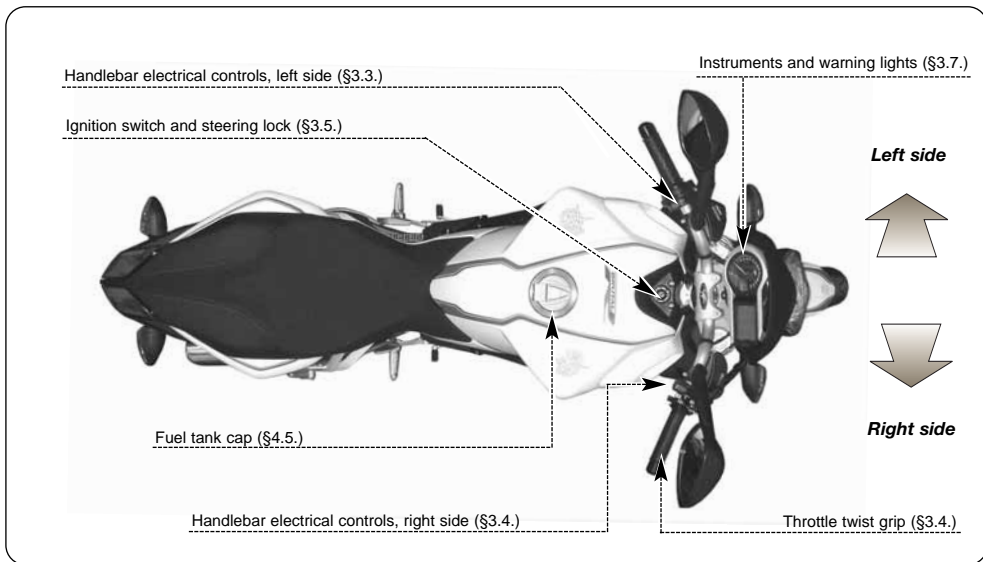 Instruments and warning lights (§3.7.)
Handlebar electrical controls, left side (§3.3.)
Ignition switch and steering lock (§3.5.)
Left side
Right side
Fuel tank cap (§4.5.)
Handlebar electrical controls, right side (§3.4.)
Throttle twist grip (§3.4.)